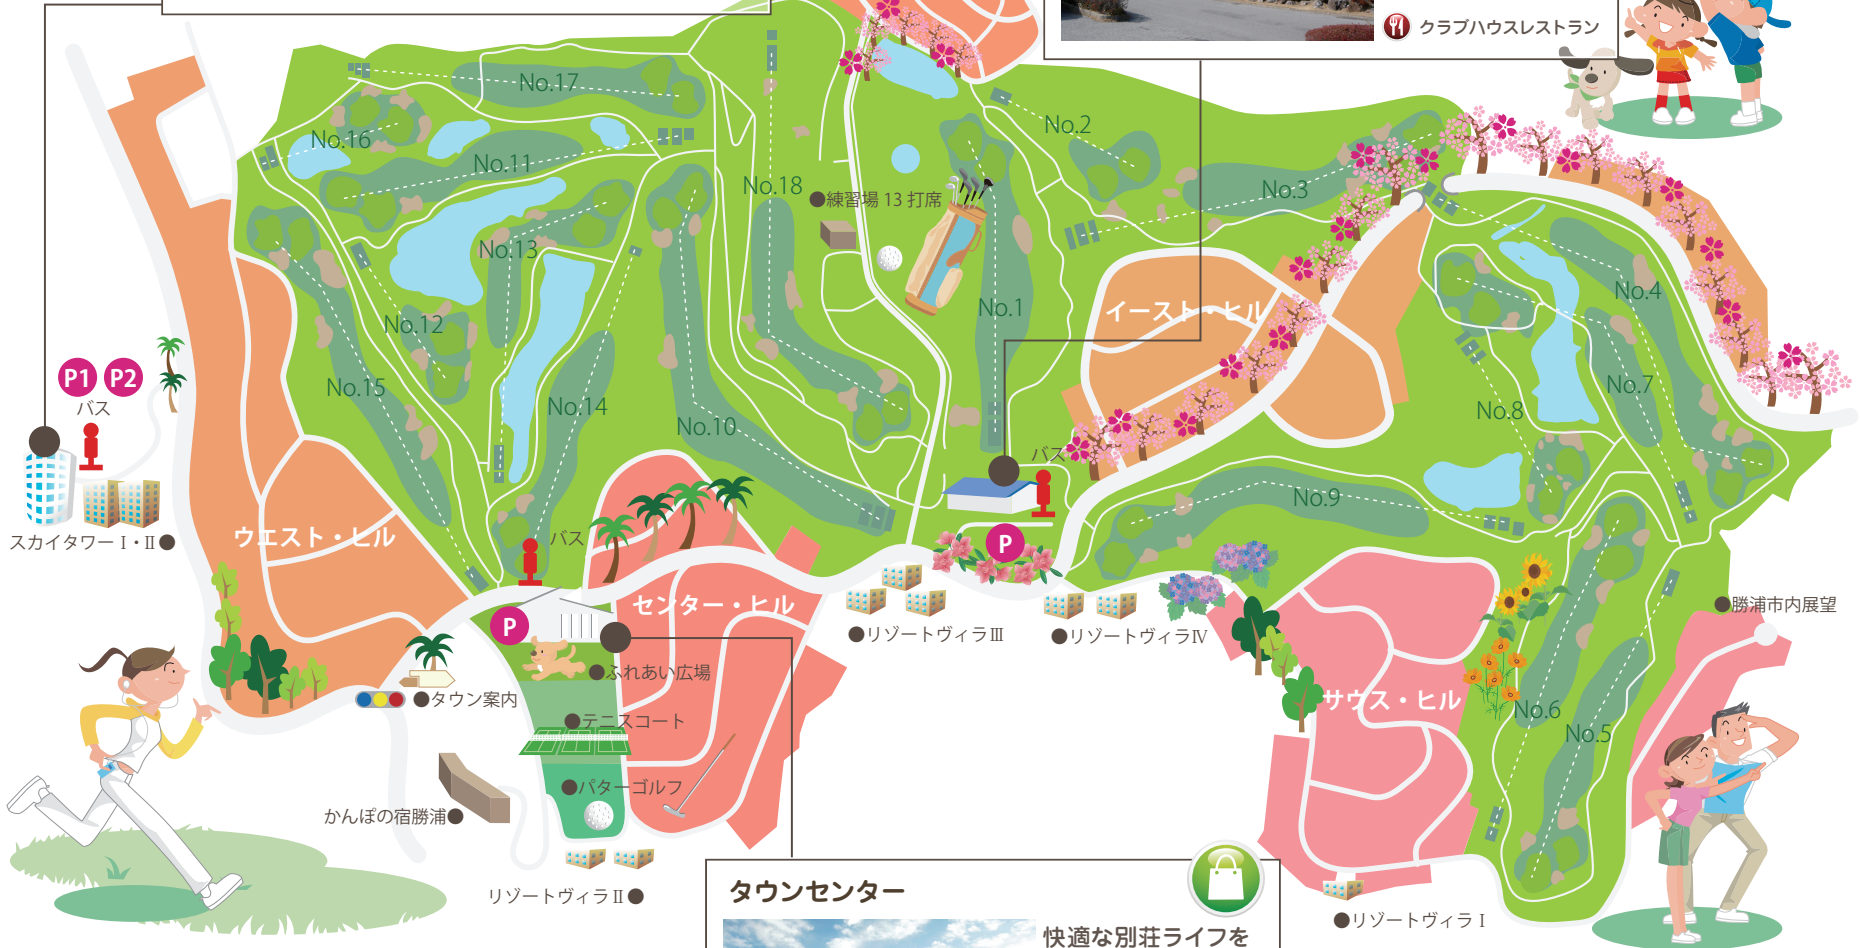 クラブハウスレストラン
No.17
No.16
No.11
No.2
No.18
No.3
●練習場 13 打席
No.13
No.12
No.1
イースト・ヒル
No.4
No.15
No.14
No.10
No.7
No.8
No.9
P1 P2
バス
バス
スカイタワー Ⅰ・Ⅱ●
ウエスト・ヒル
バス
P
P
センター・ヒル
●リゾートヴィラⅢ
●リゾートヴィラⅣ
●勝浦市内展望
●ふれあい広場
●タウン案内
●テニスコート
サウス・ヒル
No.6
No.5
●パターゴルフ
かんぽの宿勝浦●
リゾートヴィラⅡ●
●リゾートヴィラⅠ
タウンセンター
快適な別荘ライフを